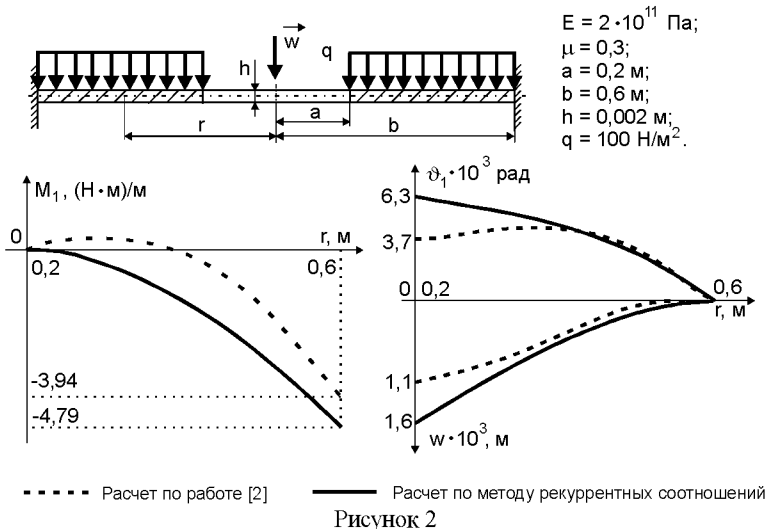 w
q
h
a
r
b
E = 2·10¹¹ Па;
μ = 0,3;
a = 0,2 м;
b = 0,6 м;
h = 0,002 м;
q = 100 Н/м².
M₁, (Н·м)/м
0
r, м
0,2
0,6
-3,94
-4,79
ϑ₁·10³ рад
6,3
3,7
0
0,2
0,6
r, м
1,1
1,6
w·10³, м
Расчет по работе [2]
Расчет по методу рекуррентных соотношений
Рисунок 2